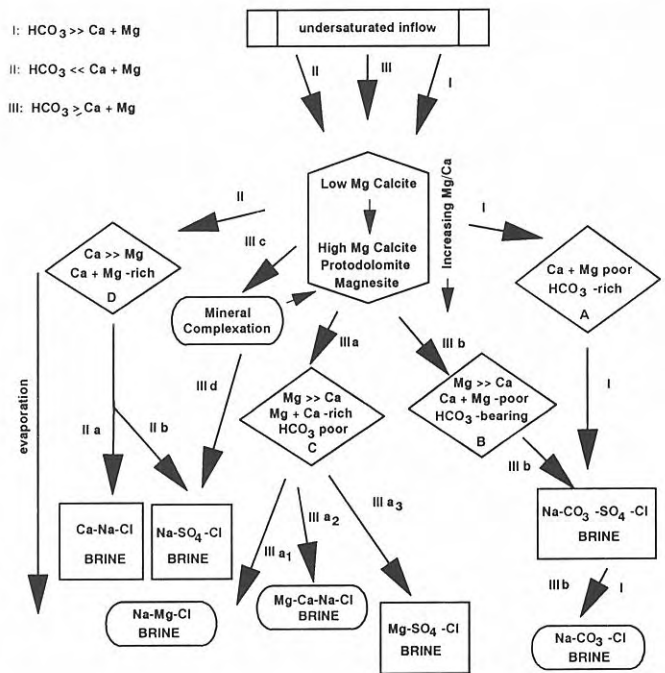 I: HCO3 >> Ca + Mg
II: HCO3 << Ca + Mg
III: HCO3 ≥ Ca + Mg
undersaturated inflow
II
III
I
Low Mg Calcite
High Mg Calcite
Protodolomite
Magnesite
Increasing Mg/Ca
II
III c
I
Ca >> Mg
Ca + Mg -rich
D
Mineral
Complexation
Ca + Mg poor
HCO3 -rich
A
evaporation
III d
III a
III b
Mg >> Ca
Mg + Ca -rich
HCO3 poor
C
Mg >> Ca
Ca + Mg -poor
HCO3 -bearing
B
I
II a
II b
III b
Ca-Na-Cl
BRINE
Na-SO4 -Cl
BRINE
III a1
III a2
III a3
Na-CO3 -SO4 -Cl
BRINE
Na-Mg-Cl
BRINE
Mg-Ca-Na-Cl
BRINE
Mg-SO4 -Cl
BRINE
III b
I
Na-CO3 -Cl
BRINE